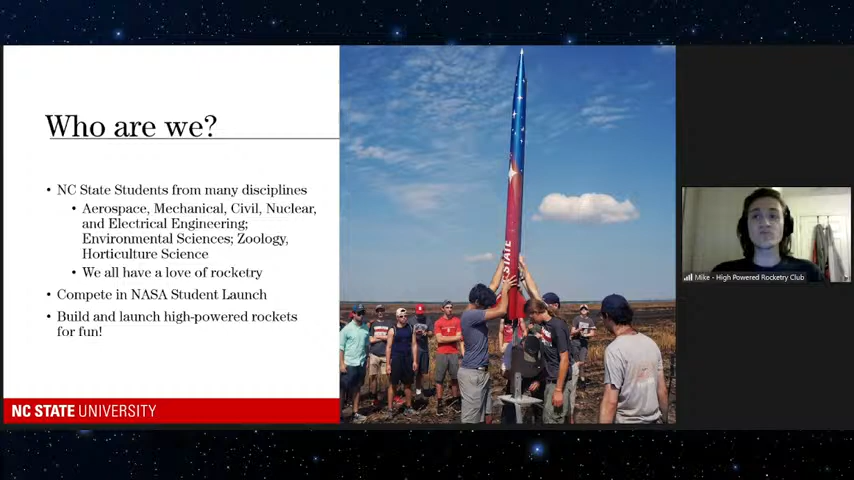 Who are we?
• NC State Students from many disciplines
• Aerospace, Mechanical, Civil, Nuclear,
and Electrical Engineering;
Environmental Sciences; Zoology,
Horticulture Science
• We all have a love of rocketry
• Compete in NASA Student Launch
• Build and launch high-powered rockets
for fun!
NC STATE UNIVERSITY
STATE
Mike - High Powered Rocketry Club